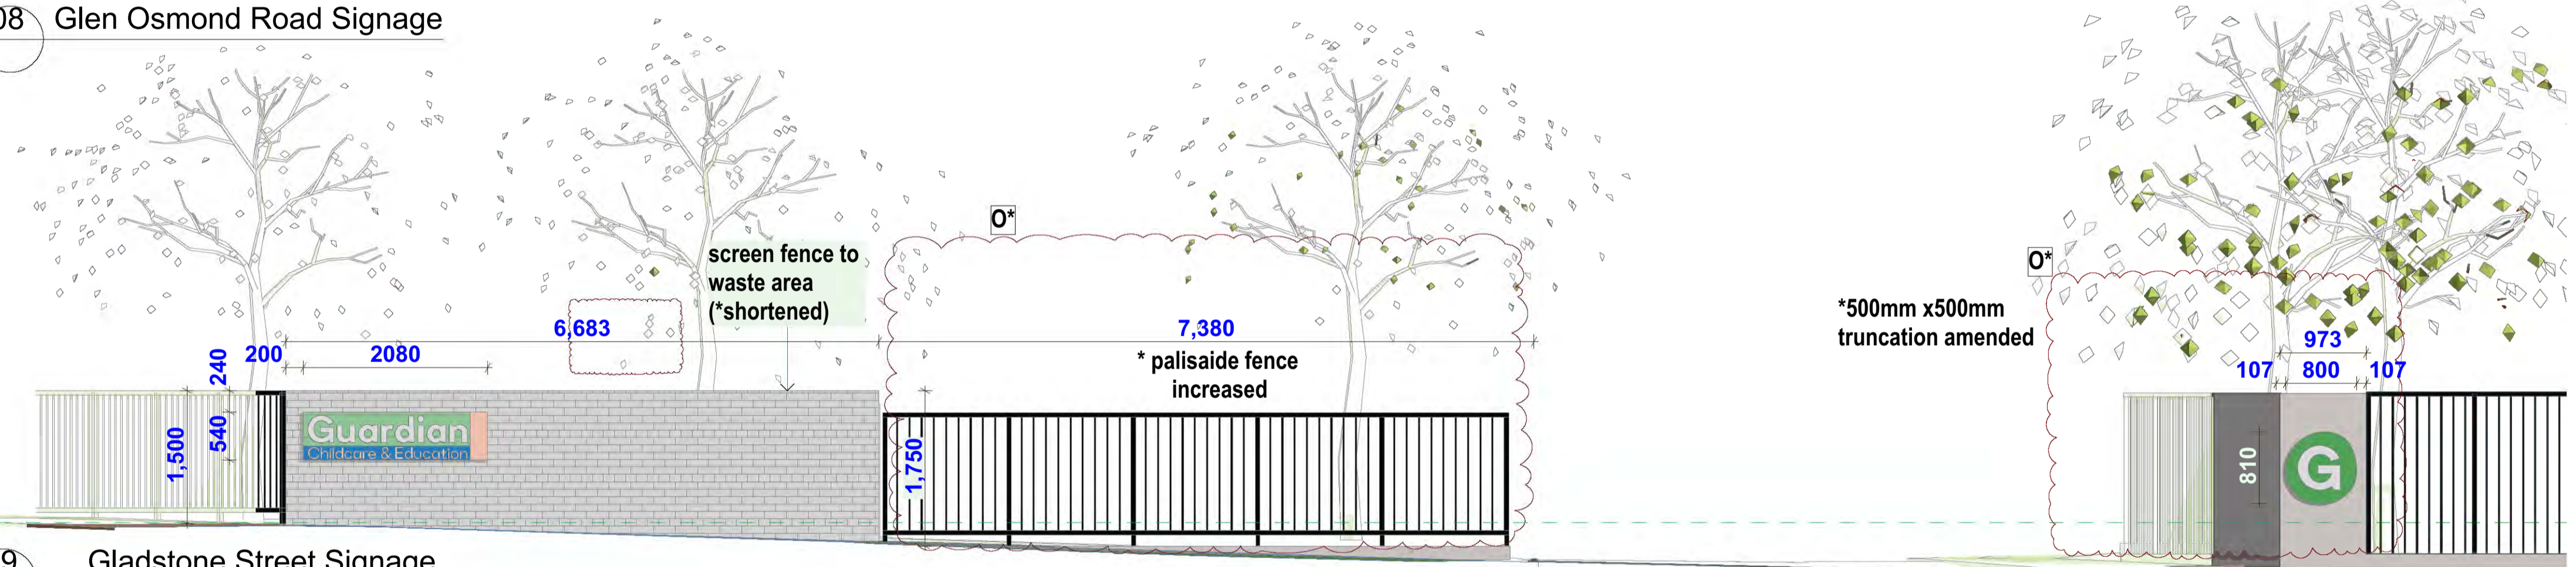 08 Glen Osmond Road Signage
O*
screen fence to
waste area
(*shortened)
6,683
7,380
* palisaide fence
increased
200
2080
240
540
1,500
1,750
Guardian
Childcare & Education
O*
*500mm x500mm
truncation amended
973
107 800 107
810
G
9 Gladstone Street Signage